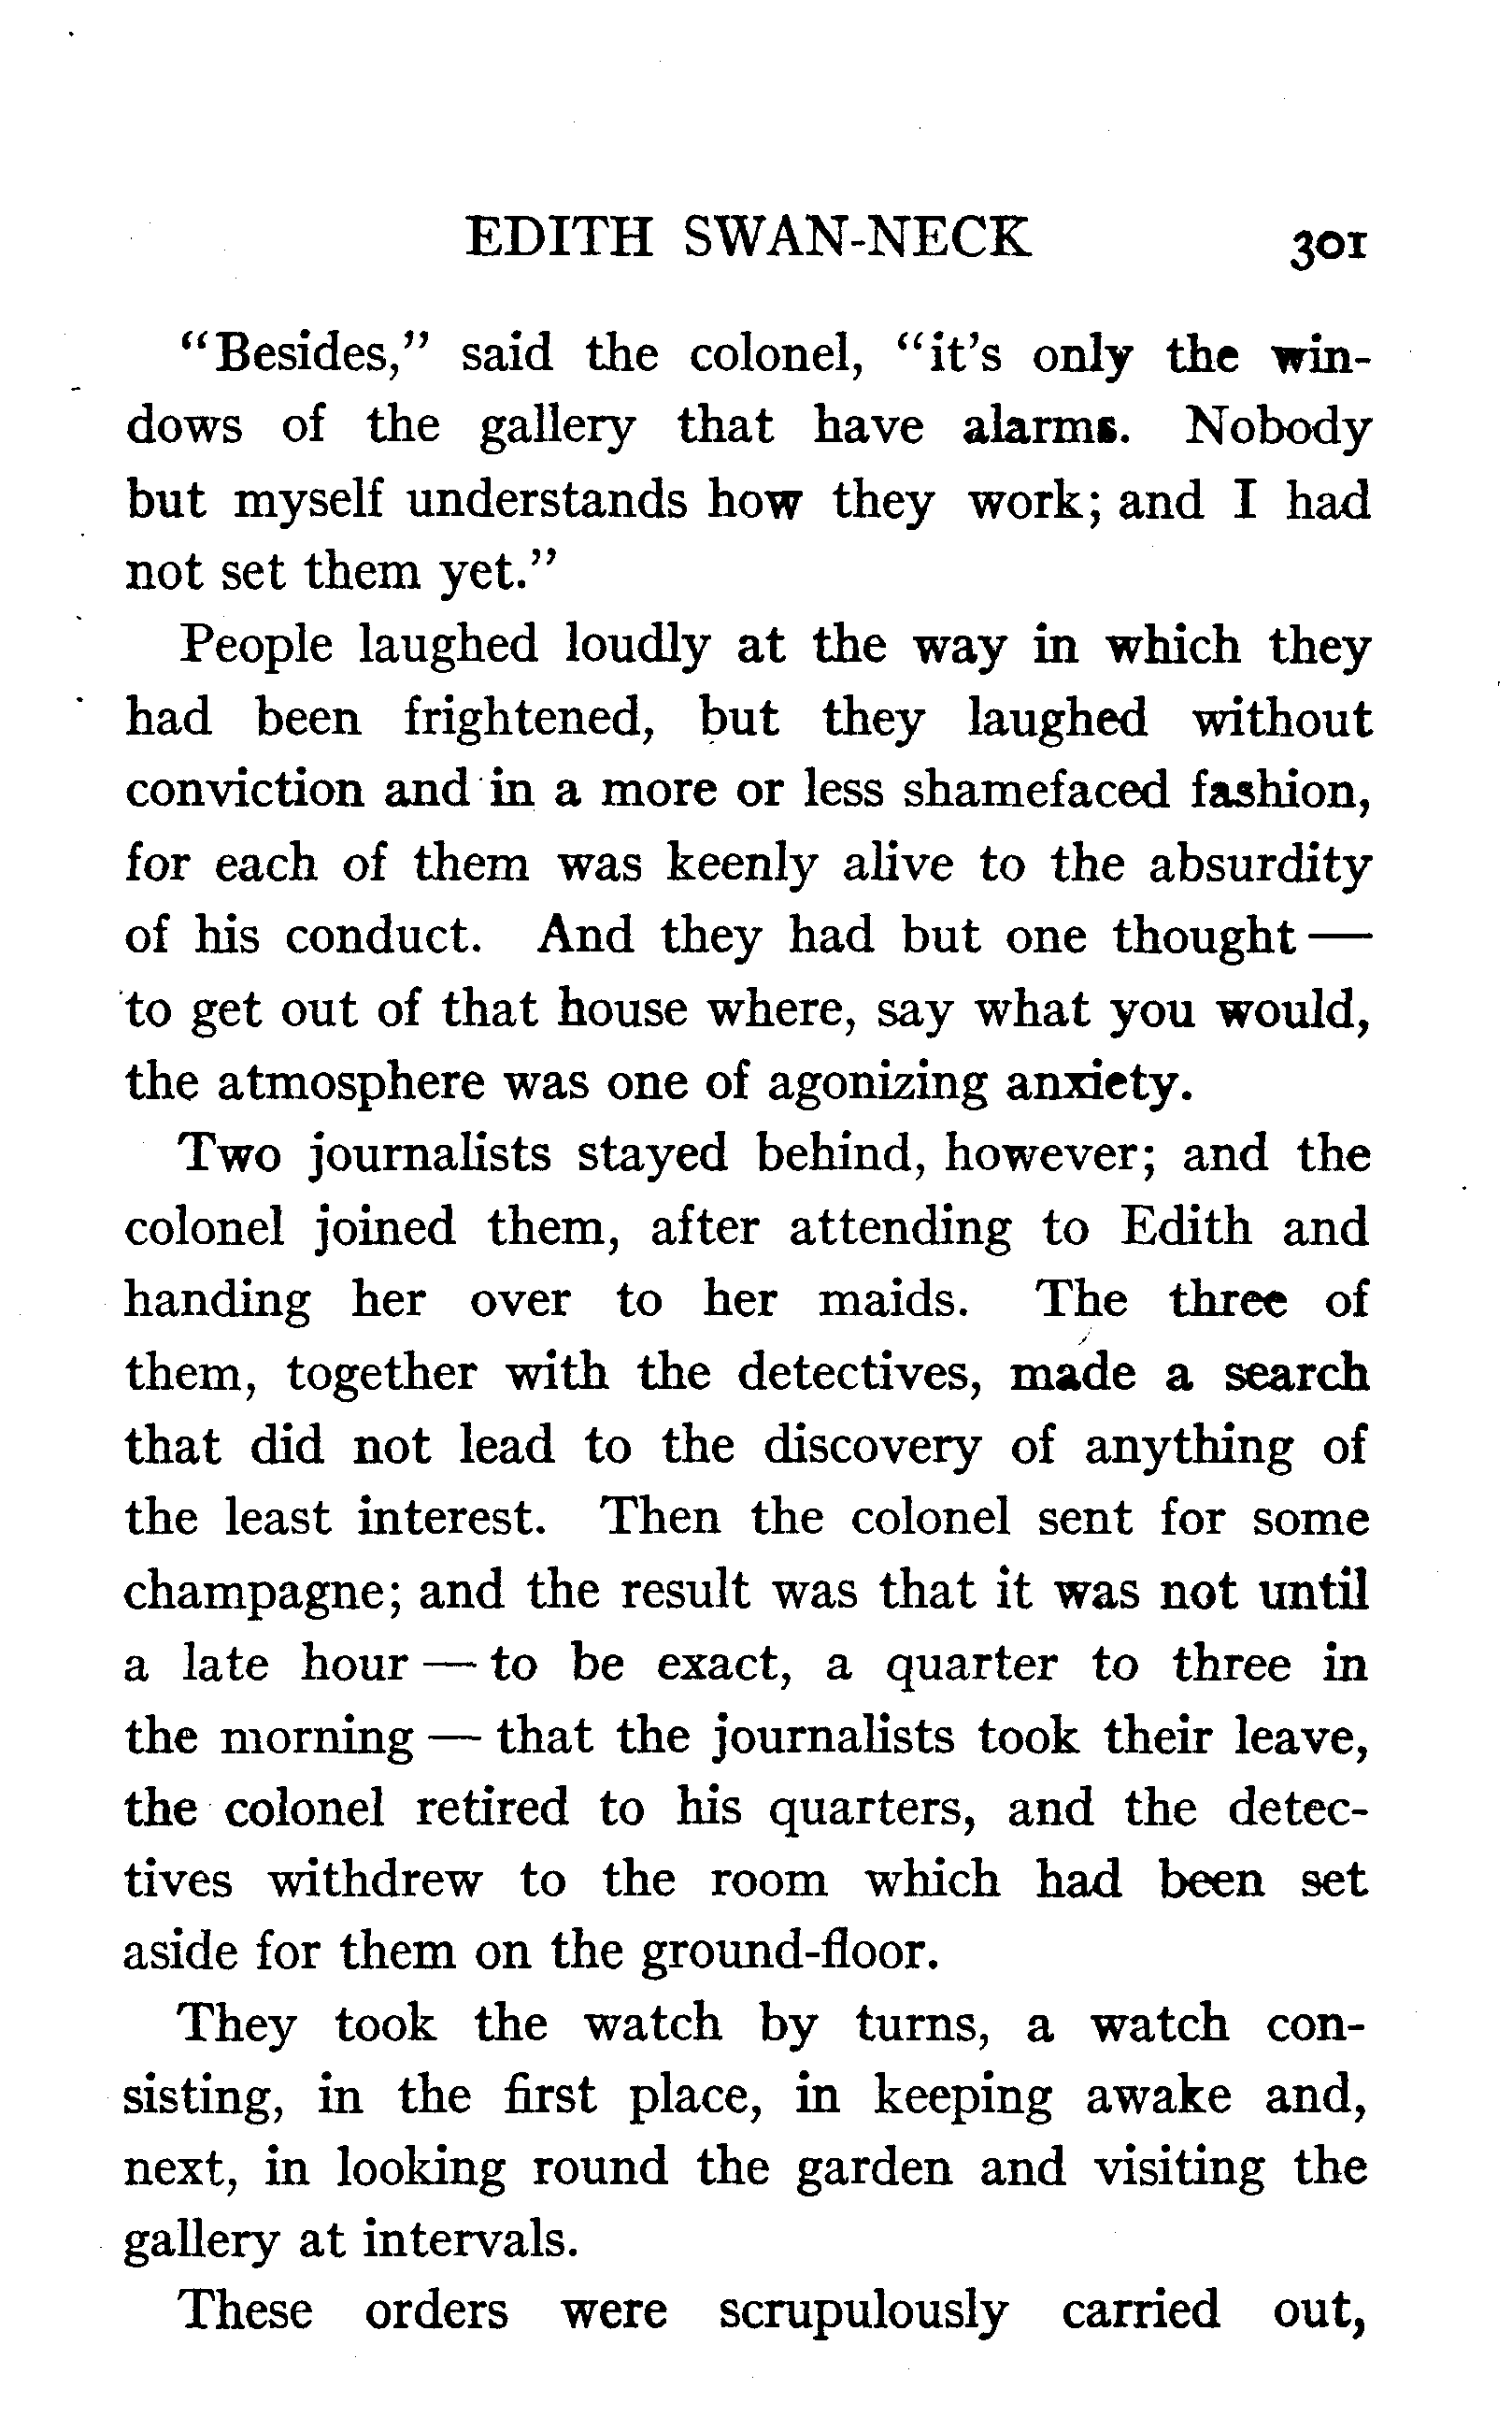 EDITH SWAN-NECK 301
"Besides," said the colonel, "it's only the win-
dows of the gallery that have alarms. Nobody
but myself understands how they work; and I had
not set them yet."
People laughed loudly at the way in which they
had been frightened, but they laughed without
conviction and in a more or less shamefaced fashion,
for each of them was keenly alive to the absurdity
of his conduct. And they had but one thought —
to get out of that house where, say what you would,
the atmosphere was one of agonizing anxiety.
Two journalists stayed behind, however; and the
colonel joined them, after attending to Edith and
handing her over to her maids. The three of
them, together with the detectives, made a search
that did not lead to the discovery of anything of
the least interest. Then the colonel sent for some
champagne; and the result was that it was not until
a late hour — to be exact, a quarter to three in
the morning — that the journalists took their leave,
the colonel retired to his quarters, and the detec-
tives withdrew to the room which had been set
aside for them on the ground-floor.
They took the watch by turns, a watch con-
sisting, in the first place, in keeping awake and,
next, in looking round the garden and visiting the
gallery at intervals.
These orders were scrupulously carried out,